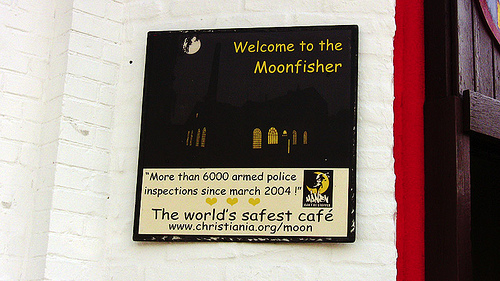 Welcome to the
Moonfisher
"More than 6000 armed police
inspections since march 2004 !"
The world's safest café
www.christiania.org/moon